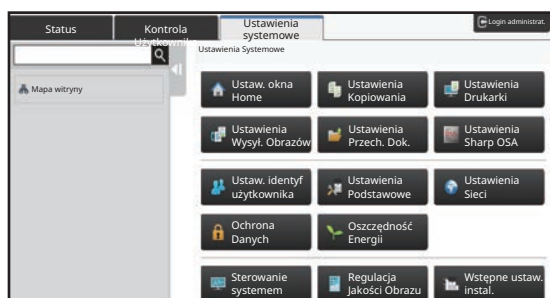 Status
Kontrola
Użytkownika
Ustawienia
systemowe
Login administrat.
Ustawienia Systemowe
Mapa witryny
Ustaw. okna
Home
Ustawienia
Kopiowania
Ustawienia
Drukarki
Ustawienia
Wysył. Obrazów
Ustawienia
Przech. Dok.
Ustawienia
Sharp OSA
Ustaw. identyf
użytkownika
Ustawienia
Podstawowe
Ustawienia
Sieci
Ochrona
Danych
Oszczędność
Energii
Sterowanie
systemem
Regulacja
Jakości Obrazu
Wstępne ustaw.
instal.